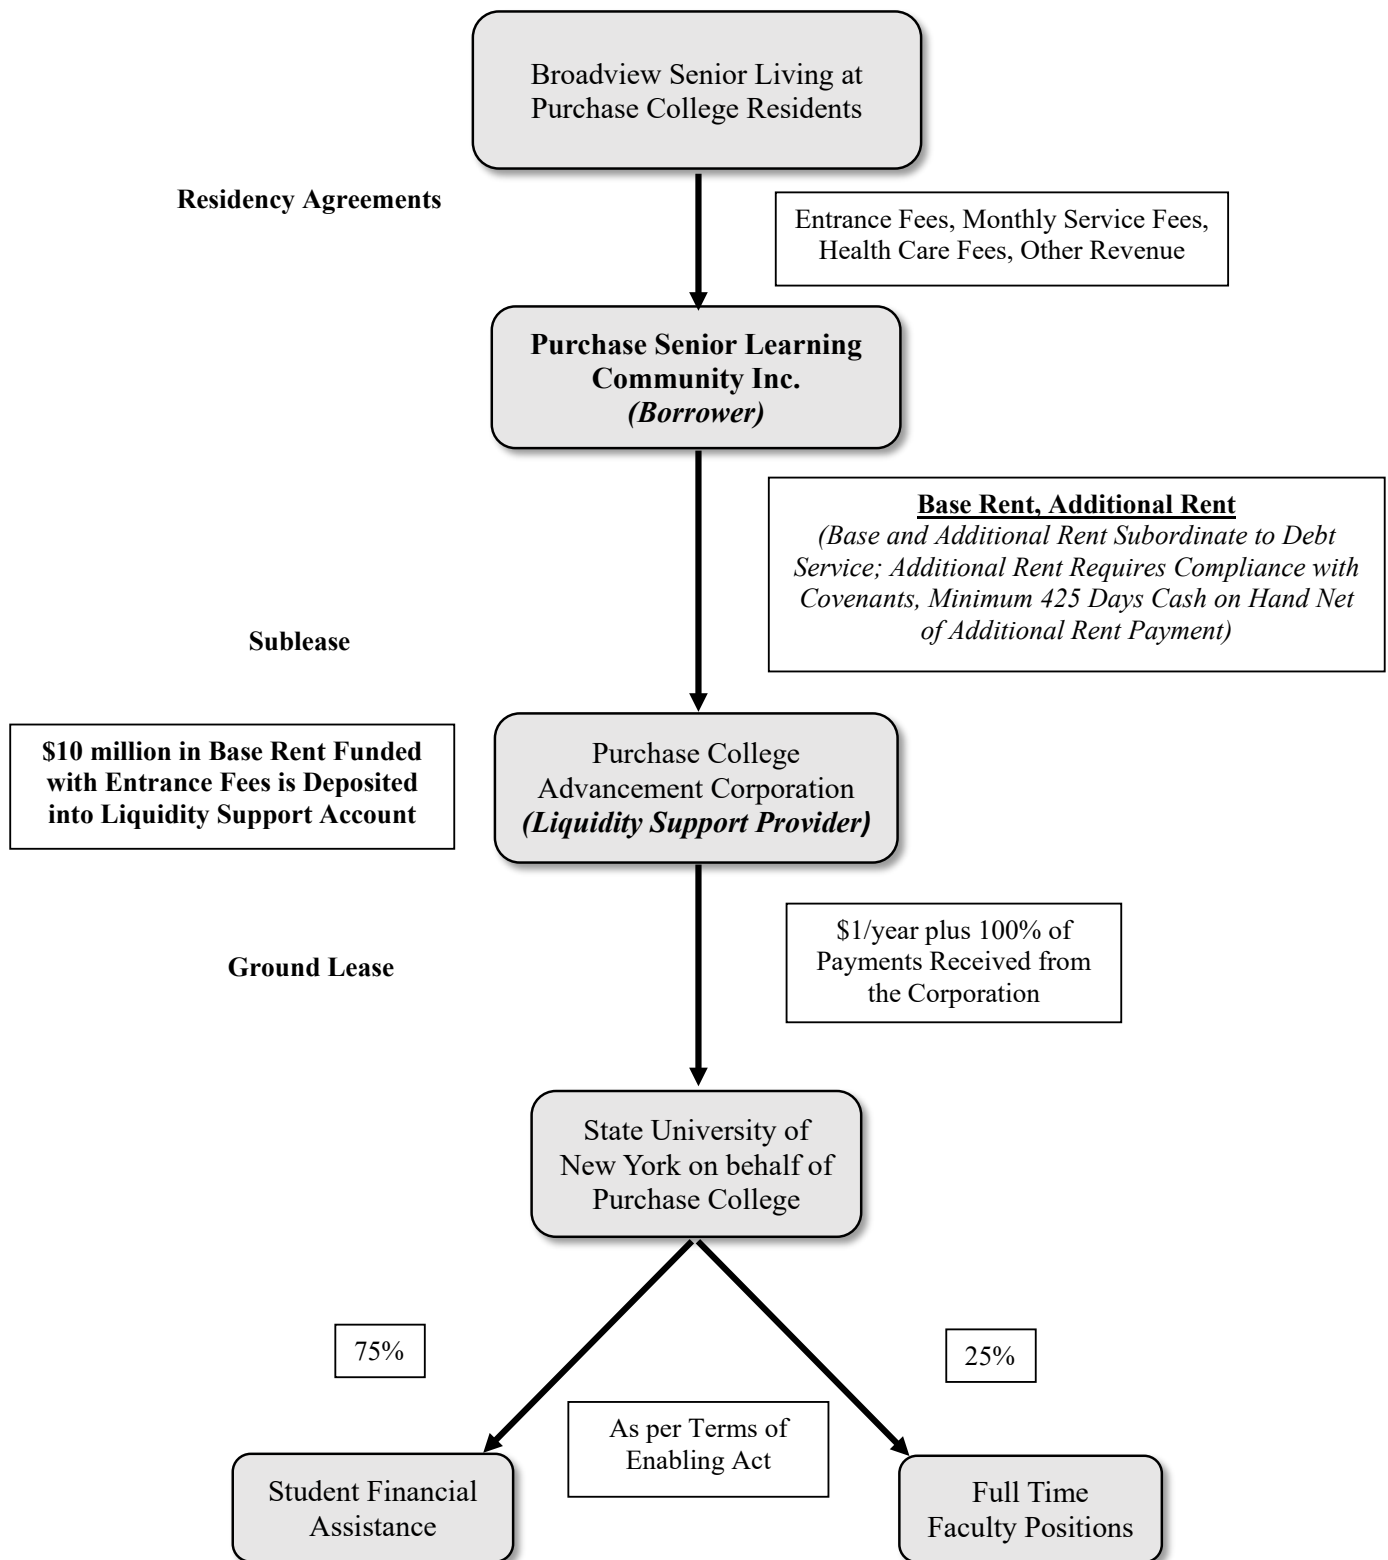 Broadview Senior Living at
Purchase College Residents
Residency Agreements
Entrance Fees, Monthly Service Fees,
Health Care Fees, Other Revenue
Purchase Senior Learning
Community Inc.
(Borrower)
Base Rent, Additional Rent
(Base and Additional Rent Subordinate to Debt
Service; Additional Rent Requires Compliance with
Covenants, Minimum 425 Days Cash on Hand Net
of Additional Rent Payment)
Sublease
$10 million in Base Rent Funded
with Entrance Fees is Deposited
into Liquidity Support Account
Purchase College
Advancement Corporation
(Liquidity Support Provider)
$1/year plus 100% of
Payments Received from
the Corporation
Ground Lease
State University of
New York on behalf of
Purchase College
75%
25%
As per Terms of
Enabling Act
Student Financial
Assistance
Full Time
Faculty Positions